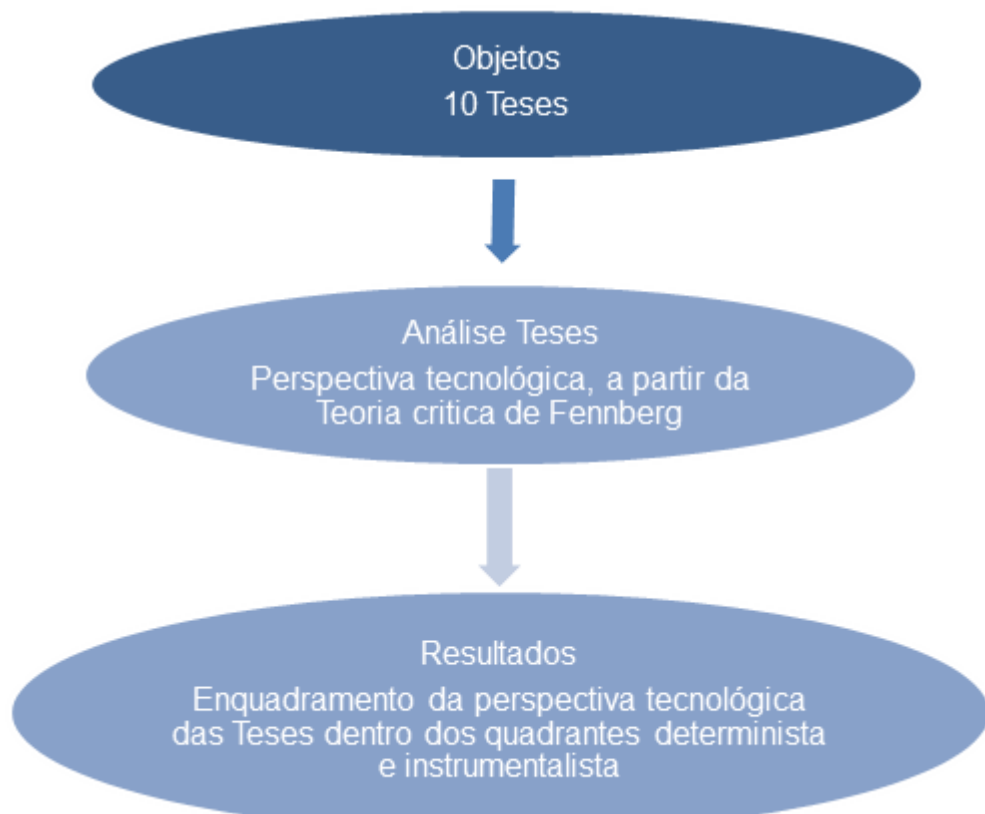 Objetos
10 Teses
Análise Teses
Perspectiva tecnológica, a partir da
Teoria critica de Fennberg
Resultados
Enquadramento da perspectiva tecnológica
das Teses dentro dos quadrantes determinista
e instrumentalista